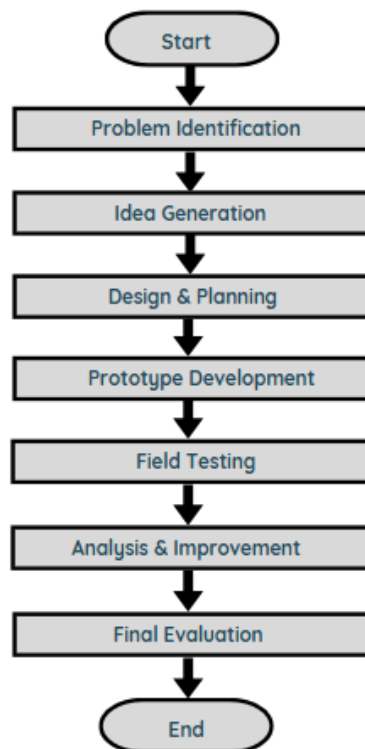 Start
Problem Identification
Idea Generation
Design & Planning
Prototype Development
Field Testing
Analysis & Improvement
Final Evaluation
End